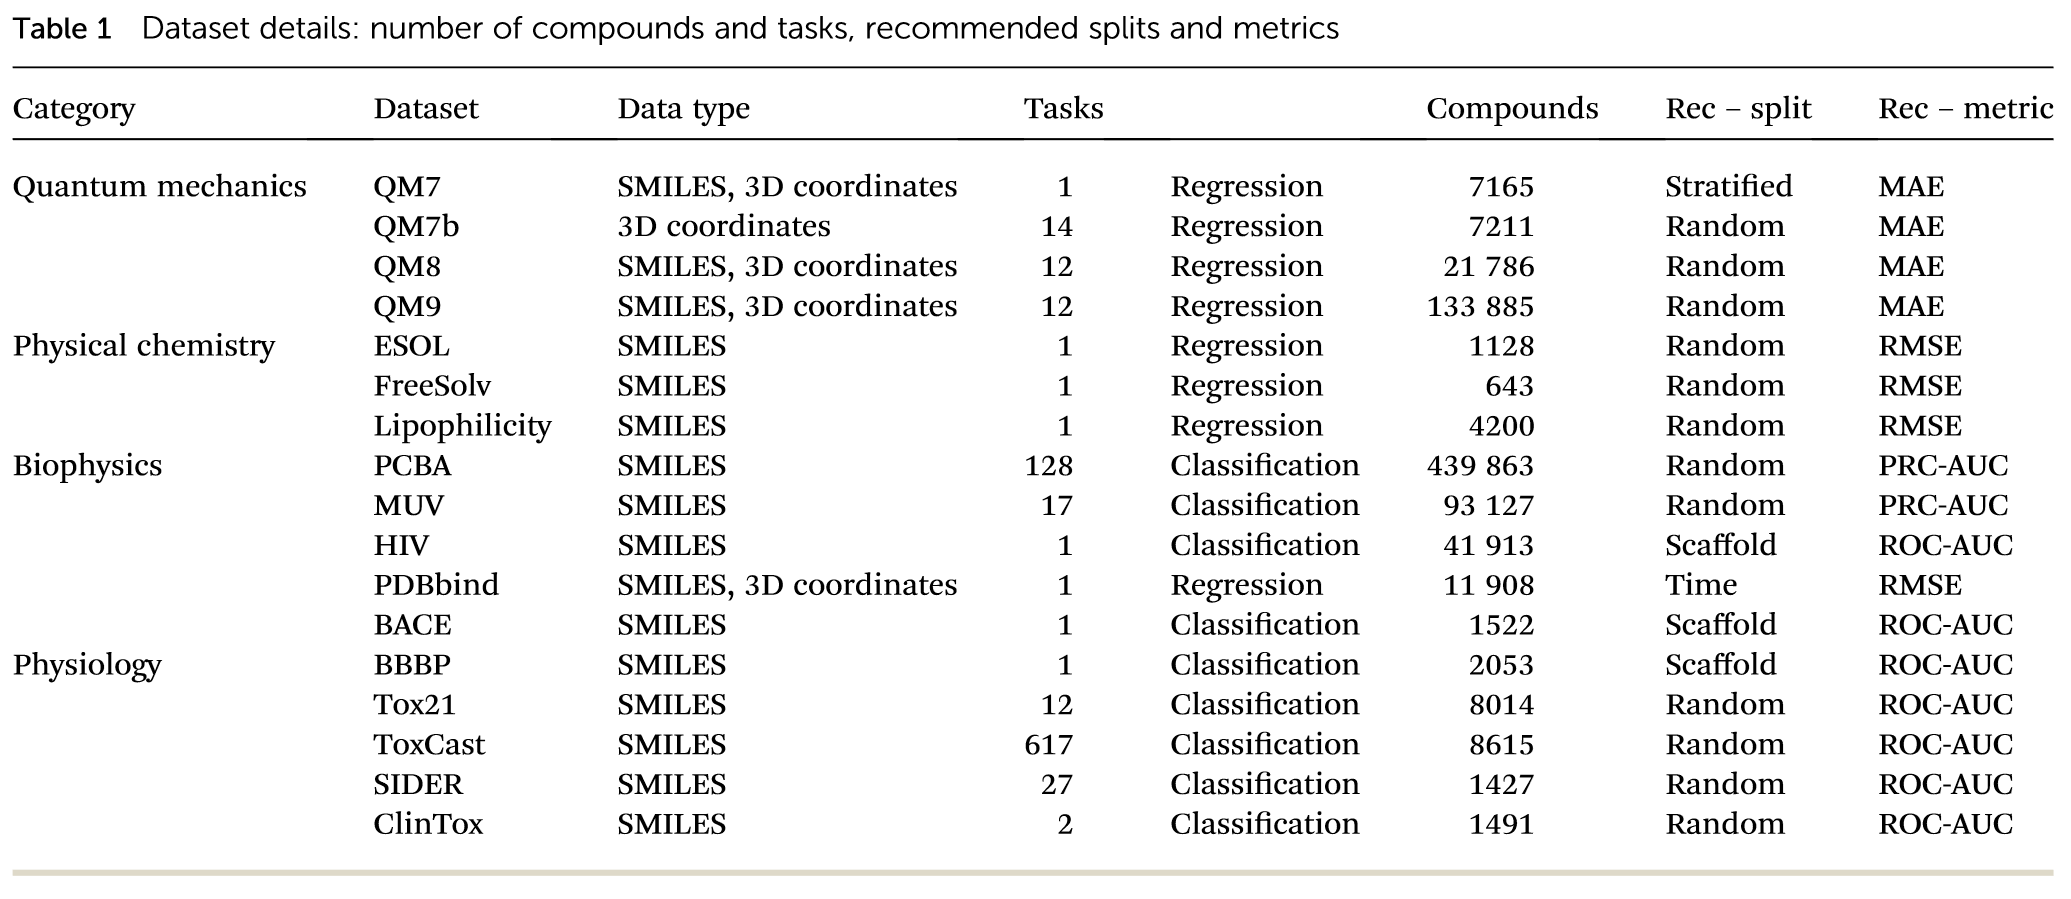 Table 1 Dataset details: number of compounds and tasks, recommended splits and metrics
Category Dataset Data type Tasks Compounds Rec – split Rec – metric
Quantum mechanics QM7 SMILES, 3D coordinates 1 Regression 7165 Stratified MAE
QM7b 3D coordinates 14 Regression 7211 Random MAE
QM8 SMILES, 3D coordinates 12 Regression 21 786 Random MAE
QM9 SMILES, 3D coordinates 12 Regression 133 885 Random MAE
Physical chemistry ESOL SMILES 1 Regression 1128 Random RMSE
FreeSolv SMILES 1 Regression 643 Random RMSE
Lipophilicity SMILES 1 Regression 4200 Random RMSE
Biophysics PCBA SMILES 128 Classification 439 863 Random PRC-AUC
MUV SMILES 17 Classification 93 127 Random PRC-AUC
HIV SMILES 1 Classification 41 913 Scaffold ROC-AUC
PDBbind SMILES, 3D coordinates 1 Regression 11 908 Time RMSE
BACE SMILES 1 Classification 1522 Scaffold ROC-AUC
Physiology BBBP SMILES 1 Classification 2053 Scaffold ROC-AUC
Tox21 SMILES 12 Classification 8014 Random ROC-AUC
ToxCast SMILES 617 Classification 8615 Random ROC-AUC
SIDER SMILES 27 Classification 1427 Random ROC-AUC
ClinTox SMILES 2 Classification 1491 Random ROC-AUC